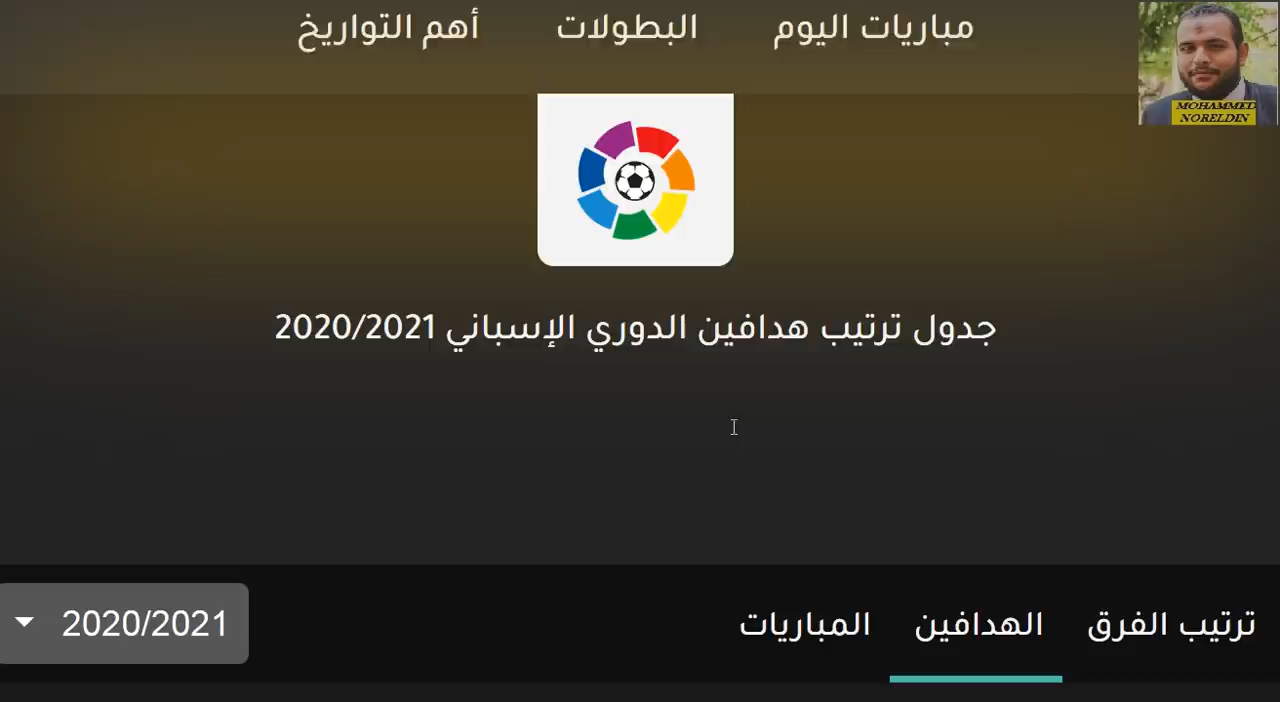 مباريات اليوم البطولات أهم التواريخ
MOHAMMED
NORELDIN
جدول ترتيب هدافين الدوري الإسباني 2020/2021
ترتيب الفرق الهدافين المباريات 2020/2021